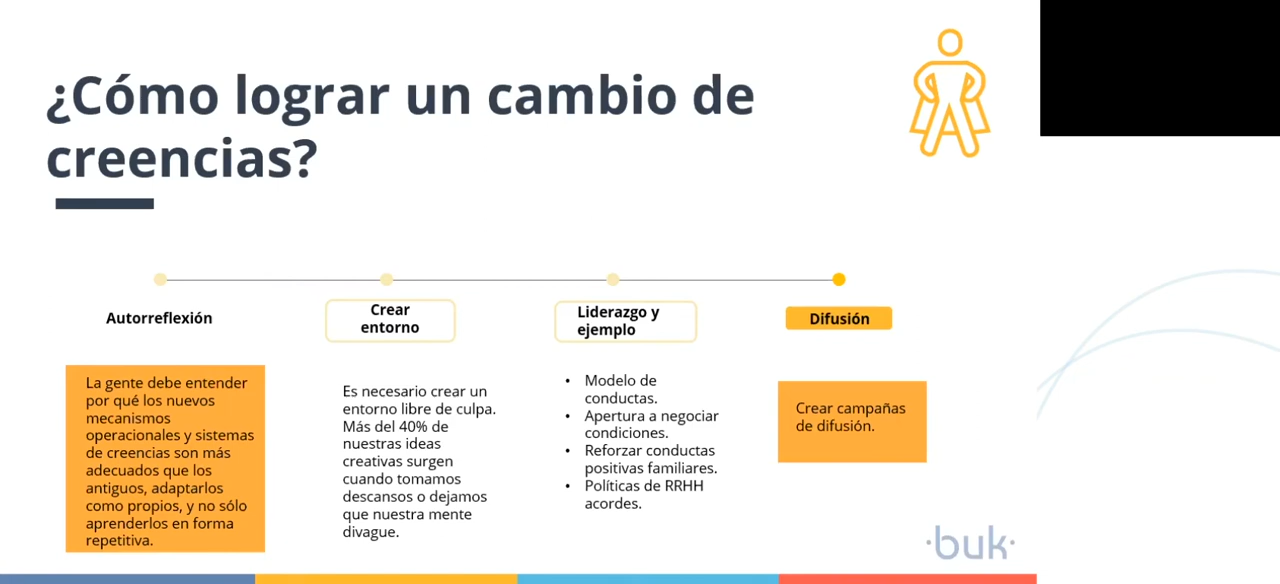 ¿Cómo lograr un cambio de
creencias?
Autorreflexión
La gente debe entender
por qué los nuevos
mecanismos
operacionales y sistemas
de creencias son más
adecuados que los
antiguos, adaptarlos
como propios, y no sólo
aprenderlos en forma
repetitiva.
Crear
entorno
Es necesario crear un
entorno libre de culpa.
Más del 40% de
nuestras ideas
creativas surgen
cuando tomamos
descansos o dejamos
que nuestra mente
divague.
Liderazgo y
ejemplo
• Modelo de
conductas.
• Apertura a negociar
condiciones.
• Reforzar conductas
positivas familiares.
• Políticas de RRHH
acordes.
Difusión
Crear campañas
de difusión.
·buk·